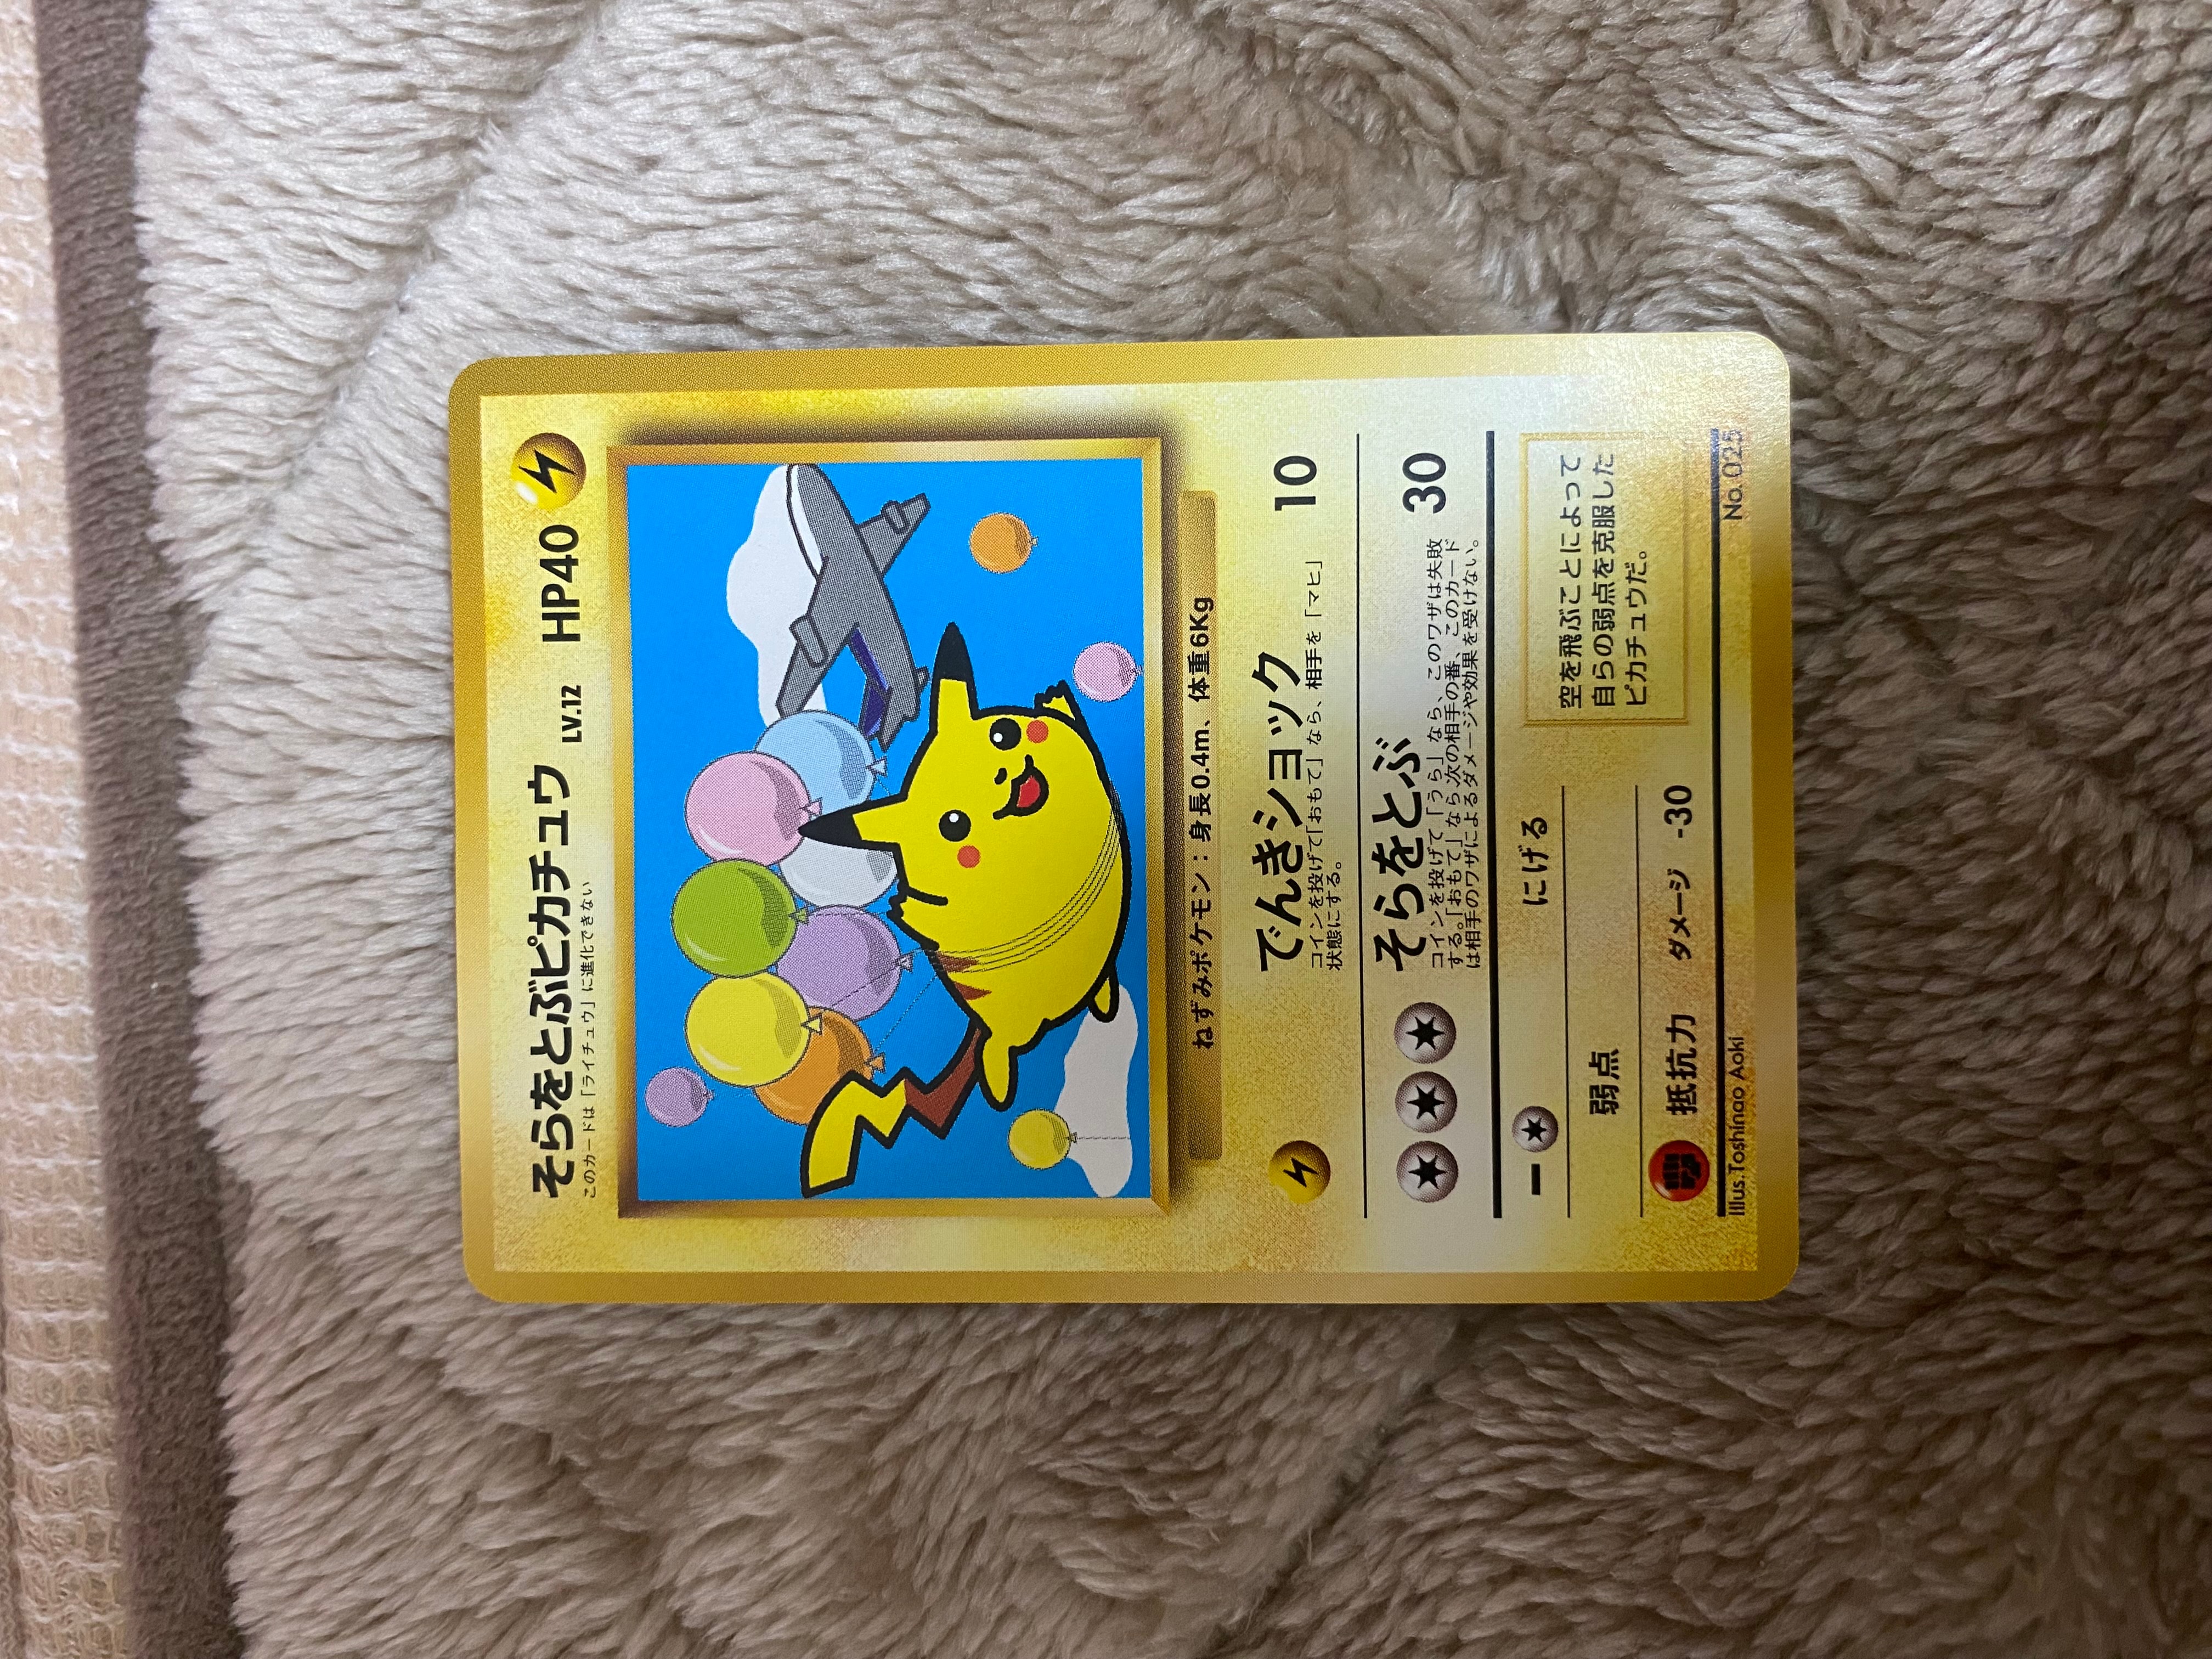 そらをとぶピカチュウ LV.12 HP40
このカードは「ライチュウ」に進化できない
ねずみポケモン：身長0.4m、体重6Kg
でんきショック 10
コインを投げて「おもて」なら、相手を「マヒ」
状態にする。
そらをとぶ 30
コインを投げて「うら」なら、このワザは失敗
する。「おもて」なら次の相手の番、このカード
は相手のワザによるダメージや効果を受けない。
にげる
弱点
抵抗力 ダメージ -30
空を飛ぶことによって
自らの弱点を克服した
ピカチュウだ。
Illus. Toshinao Aoki No. 025